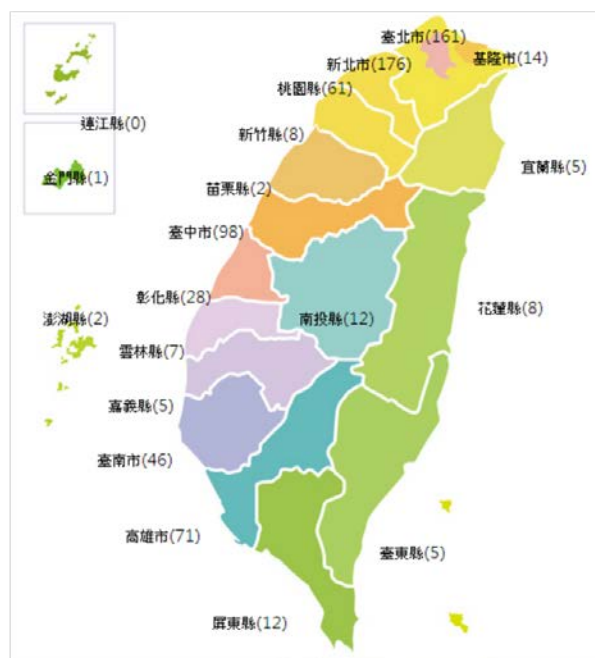 臺北市(161)
新北市(176)
基隆市(14)
桃園縣(61)
連江縣(0)
新竹縣(8)
宜蘭縣(5)
金門縣(1)
苗栗縣(2)
臺中市(98)
彰化縣(28)
南投縣(12)
花蓮縣(8)
澎湖縣(2)
雲林縣(7)
嘉義縣(5)
臺南市(46)
高雄市(71)
臺東縣(5)
屏東縣(12)